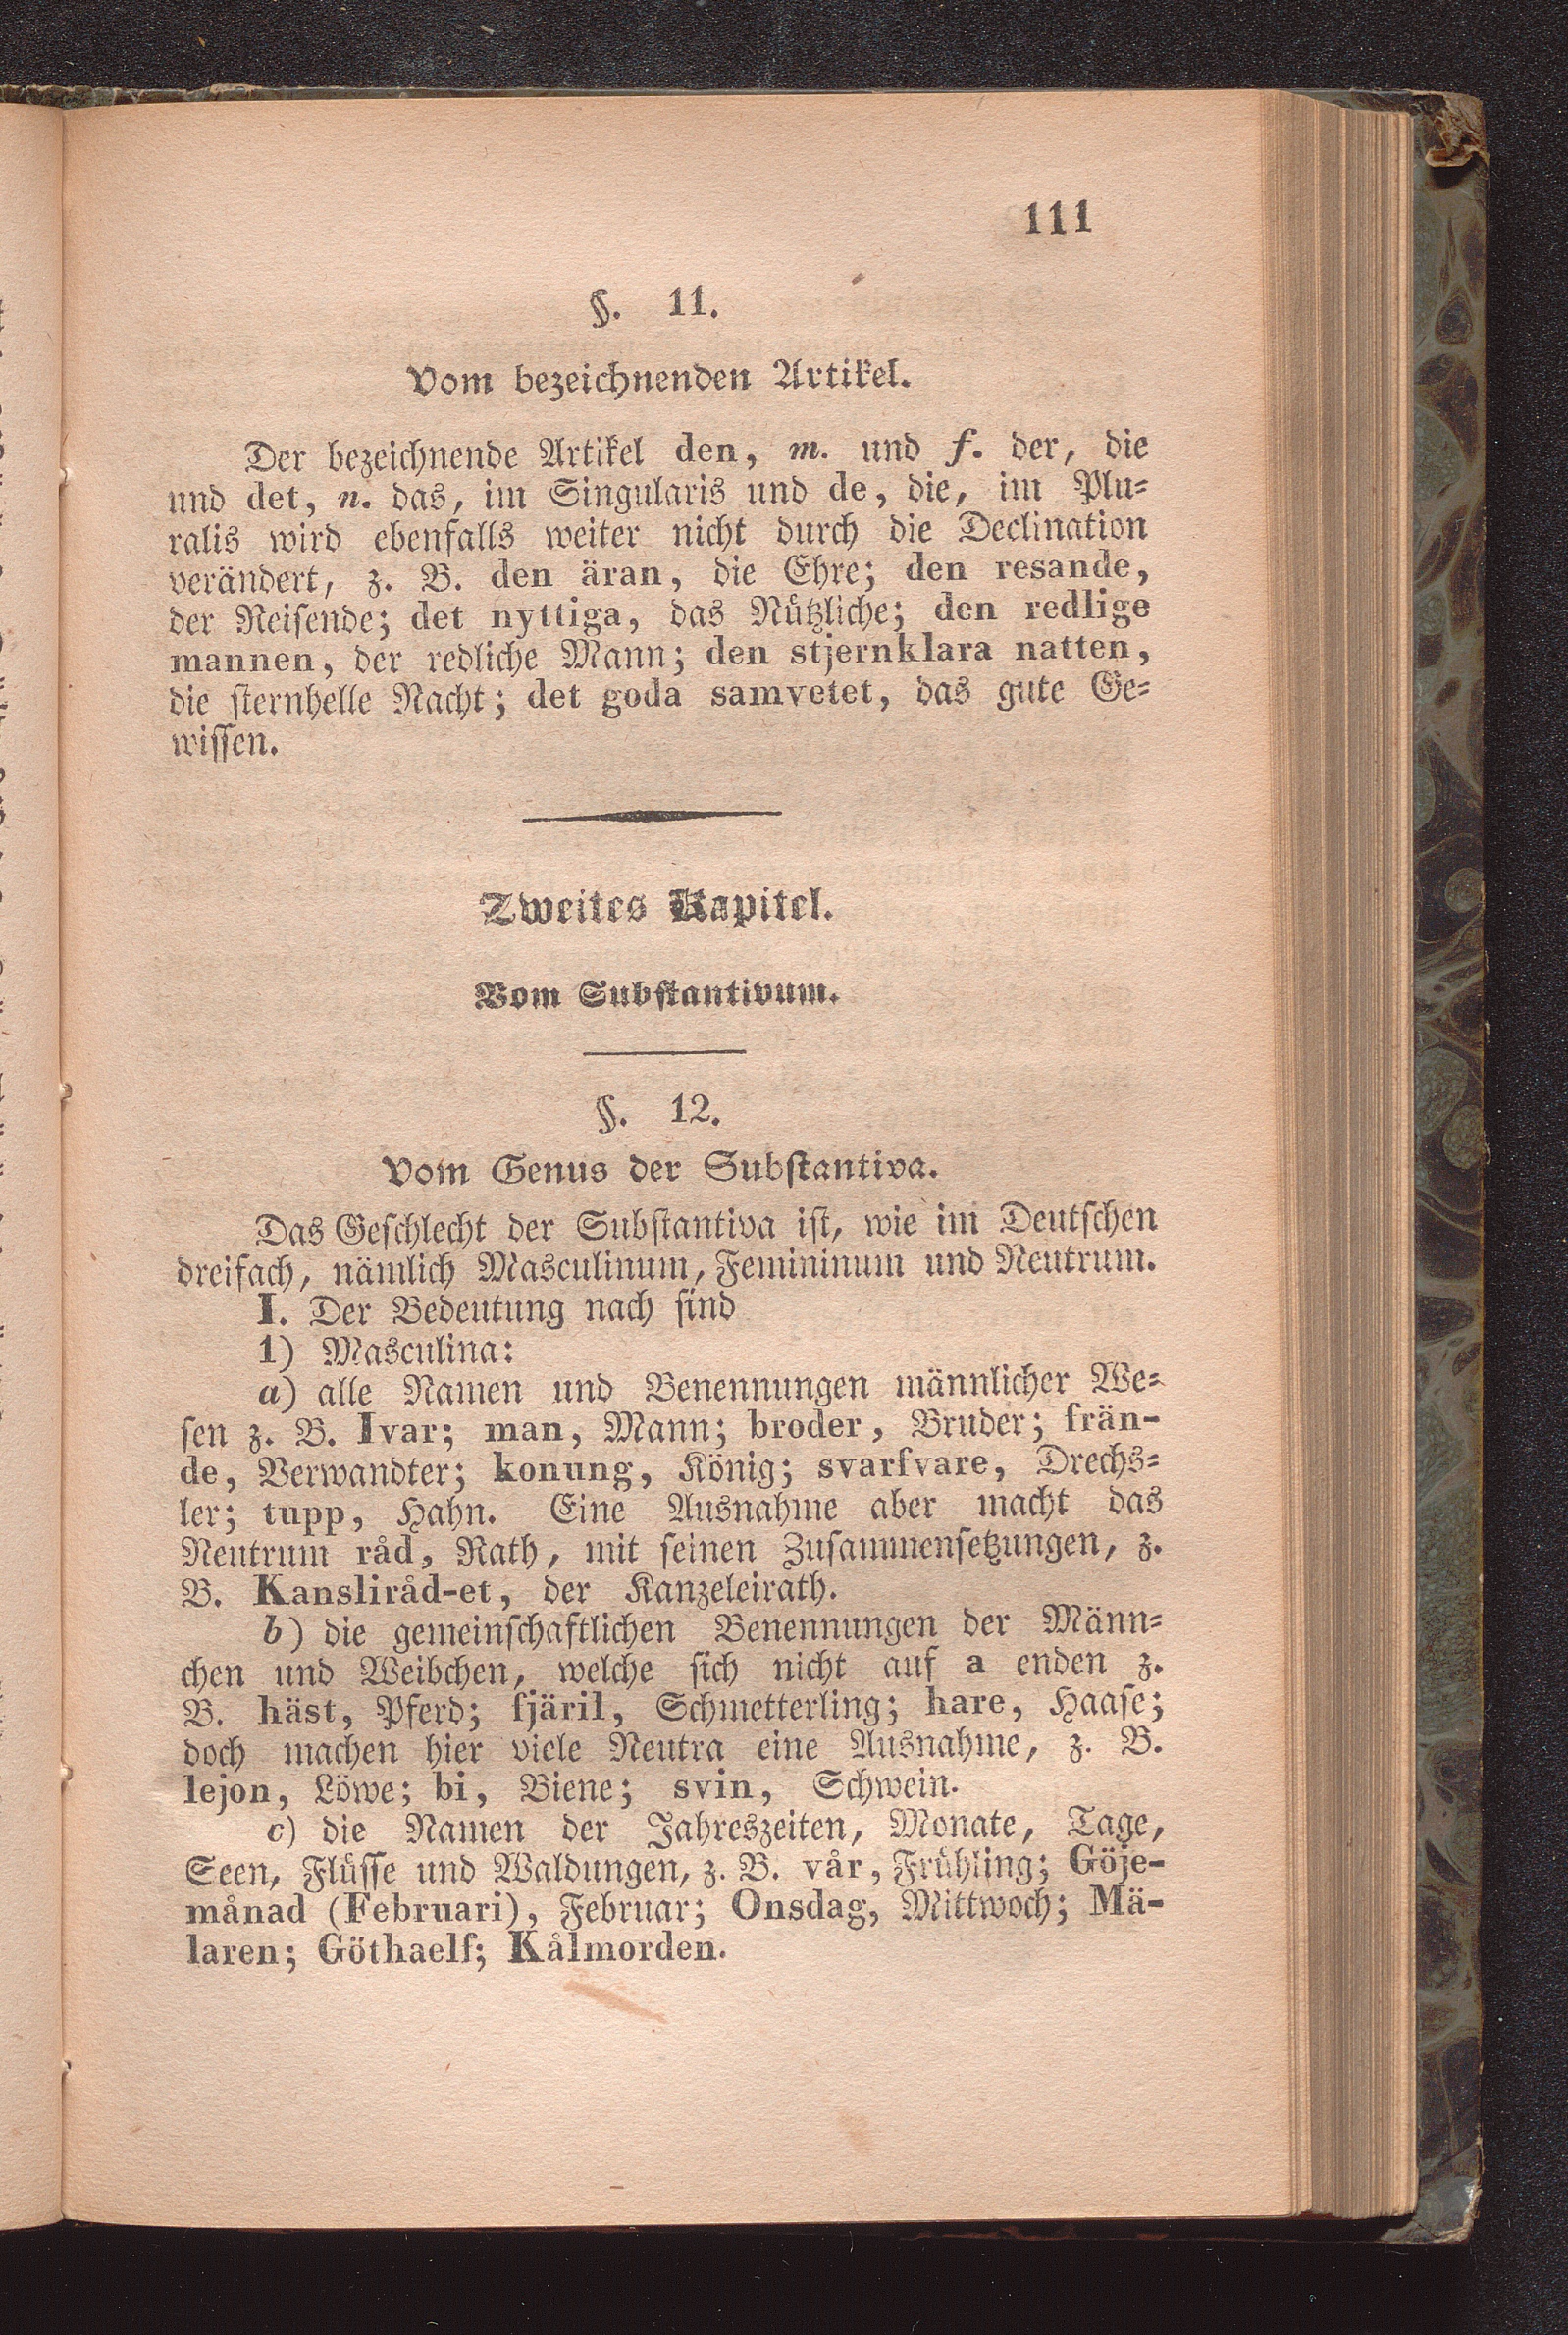 111
§. 11.
Vom bezeichnenden Artikel.
Der bezeichnende Artikel den, m. und f. der, die
und det, n. das, im Singularis und de, die, im Plu-
ralis wird ebenfalls weiter nicht durch die Declination
verändert, z. B. den äran, die Ehre; den resande,
der Reisende; det nyttiga, das Nützliche; den redlige
mannen, der redliche Mann; den stjernklara natten,
die sternhelle Nacht; det goda samvetet, das gute Ge-
wissen.
Zweites Kapitel.
Vom Substantivum.
§. 12.
Vom Genus der Substantiva.
Das Geschlecht der Substantiva ist, wie im Deutschen
dreifach, nämlich Masculinum, Femininum und Neutrum.
I. Der Bedeutung nach sind
1) Masculina:
a) alle Namen und Benennungen männlicher We-
sen z. B. Ivar; man, Mann; broder, Bruder; frän-
de, Verwandter; konung, König; svarfvare, Drechs-
ler; tupp, Hahn. Eine Ausnahme aber macht das
Neutrum råd, Rath, mit seinen Zusammensetzungen, z.
B. Kansliråd-et, der Kanzeleirath.
b) die gemeinschaftlichen Benennungen der Männ-
chen und Weibchen, welche sich nicht auf a enden z.
B. häst, Pferd; fjäril, Schmetterling; hare, Haase;
doch machen hier viele Neutra eine Ausnahme, z. B.
lejon, Löwe; bi, Biene; svin, Schwein.
c) die Namen der Jahreszeiten, Monate, Tage,
Seen, Flüsse und Waldungen, z. B. vår, Frühling; Göje-
månad (Februari), Februar; Onsdag, Mittwoch; Mä-
laren; Göthaelf; Kålmorden.